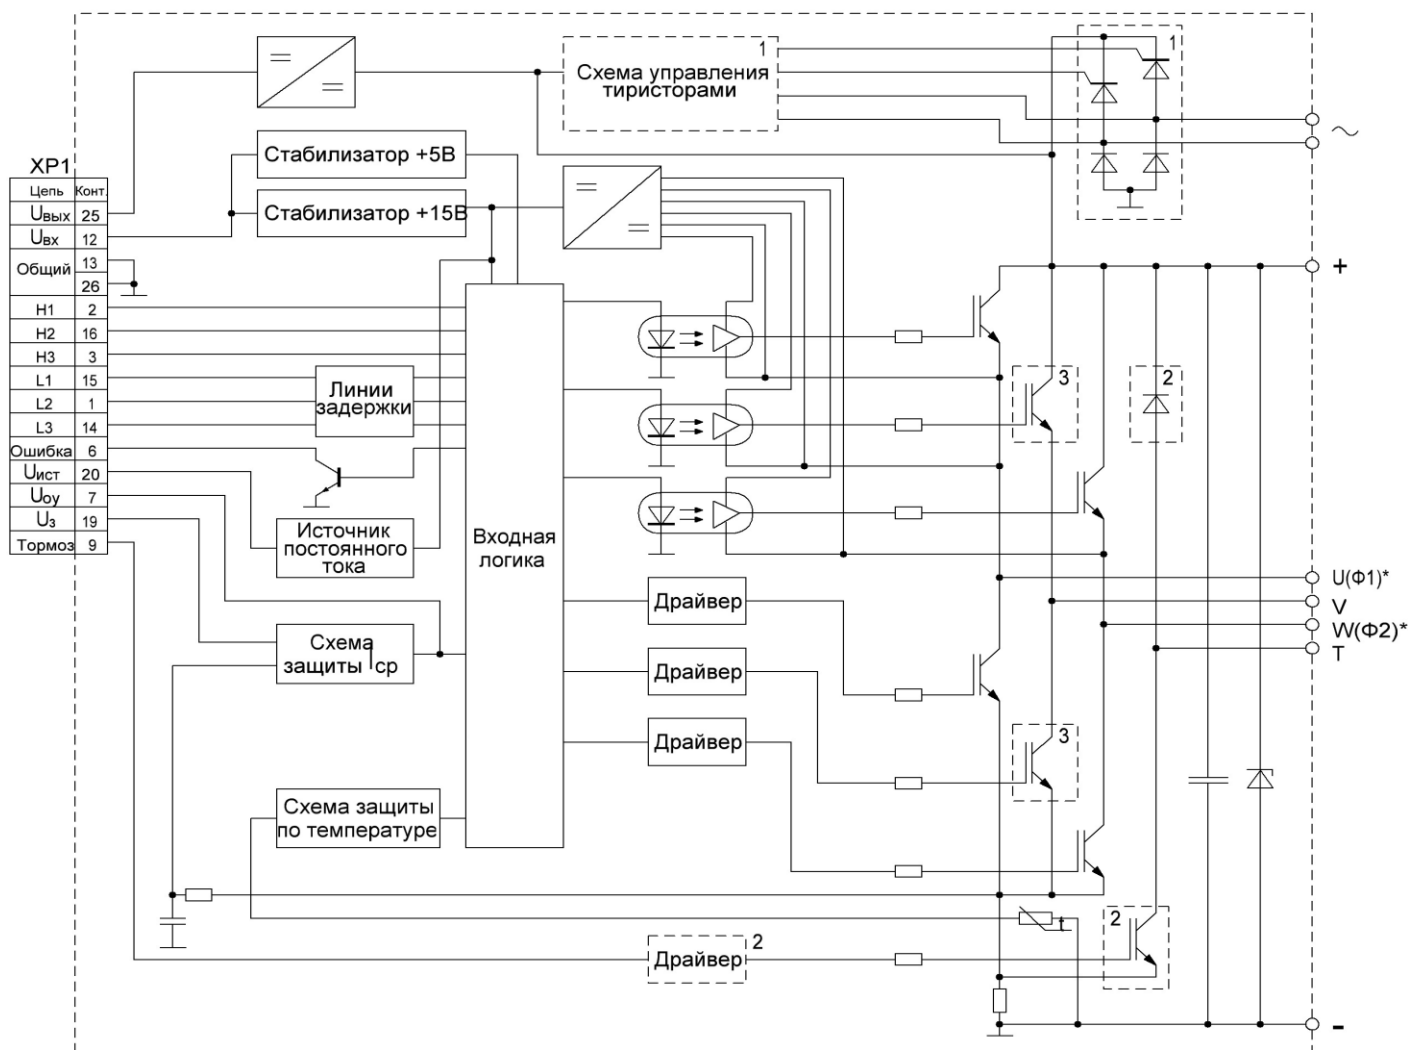 1
1
Схема управления
тиристорами
Стабилизатор +5В
XP1
Цепь Конт.
Uвых 25
Стабилизатор +15В
Uвх 12
Общий 13
26
+
H1 2
H2 16
H3 3
L1 15
3
2
Линии
задержки
L2 1
L3 14
Ошибка 6
Uист 20
Uоу 7
Uз 19
Тормоз 9
Источник
постоянного
тока
Входная
логика
U(Ф1)*
Драйвер
V
W(Ф2)*
T
Схема
защиты Iср
Драйвер
3
Драйвер
Схема защиты
по температуре
t
2
2
Драйвер
-